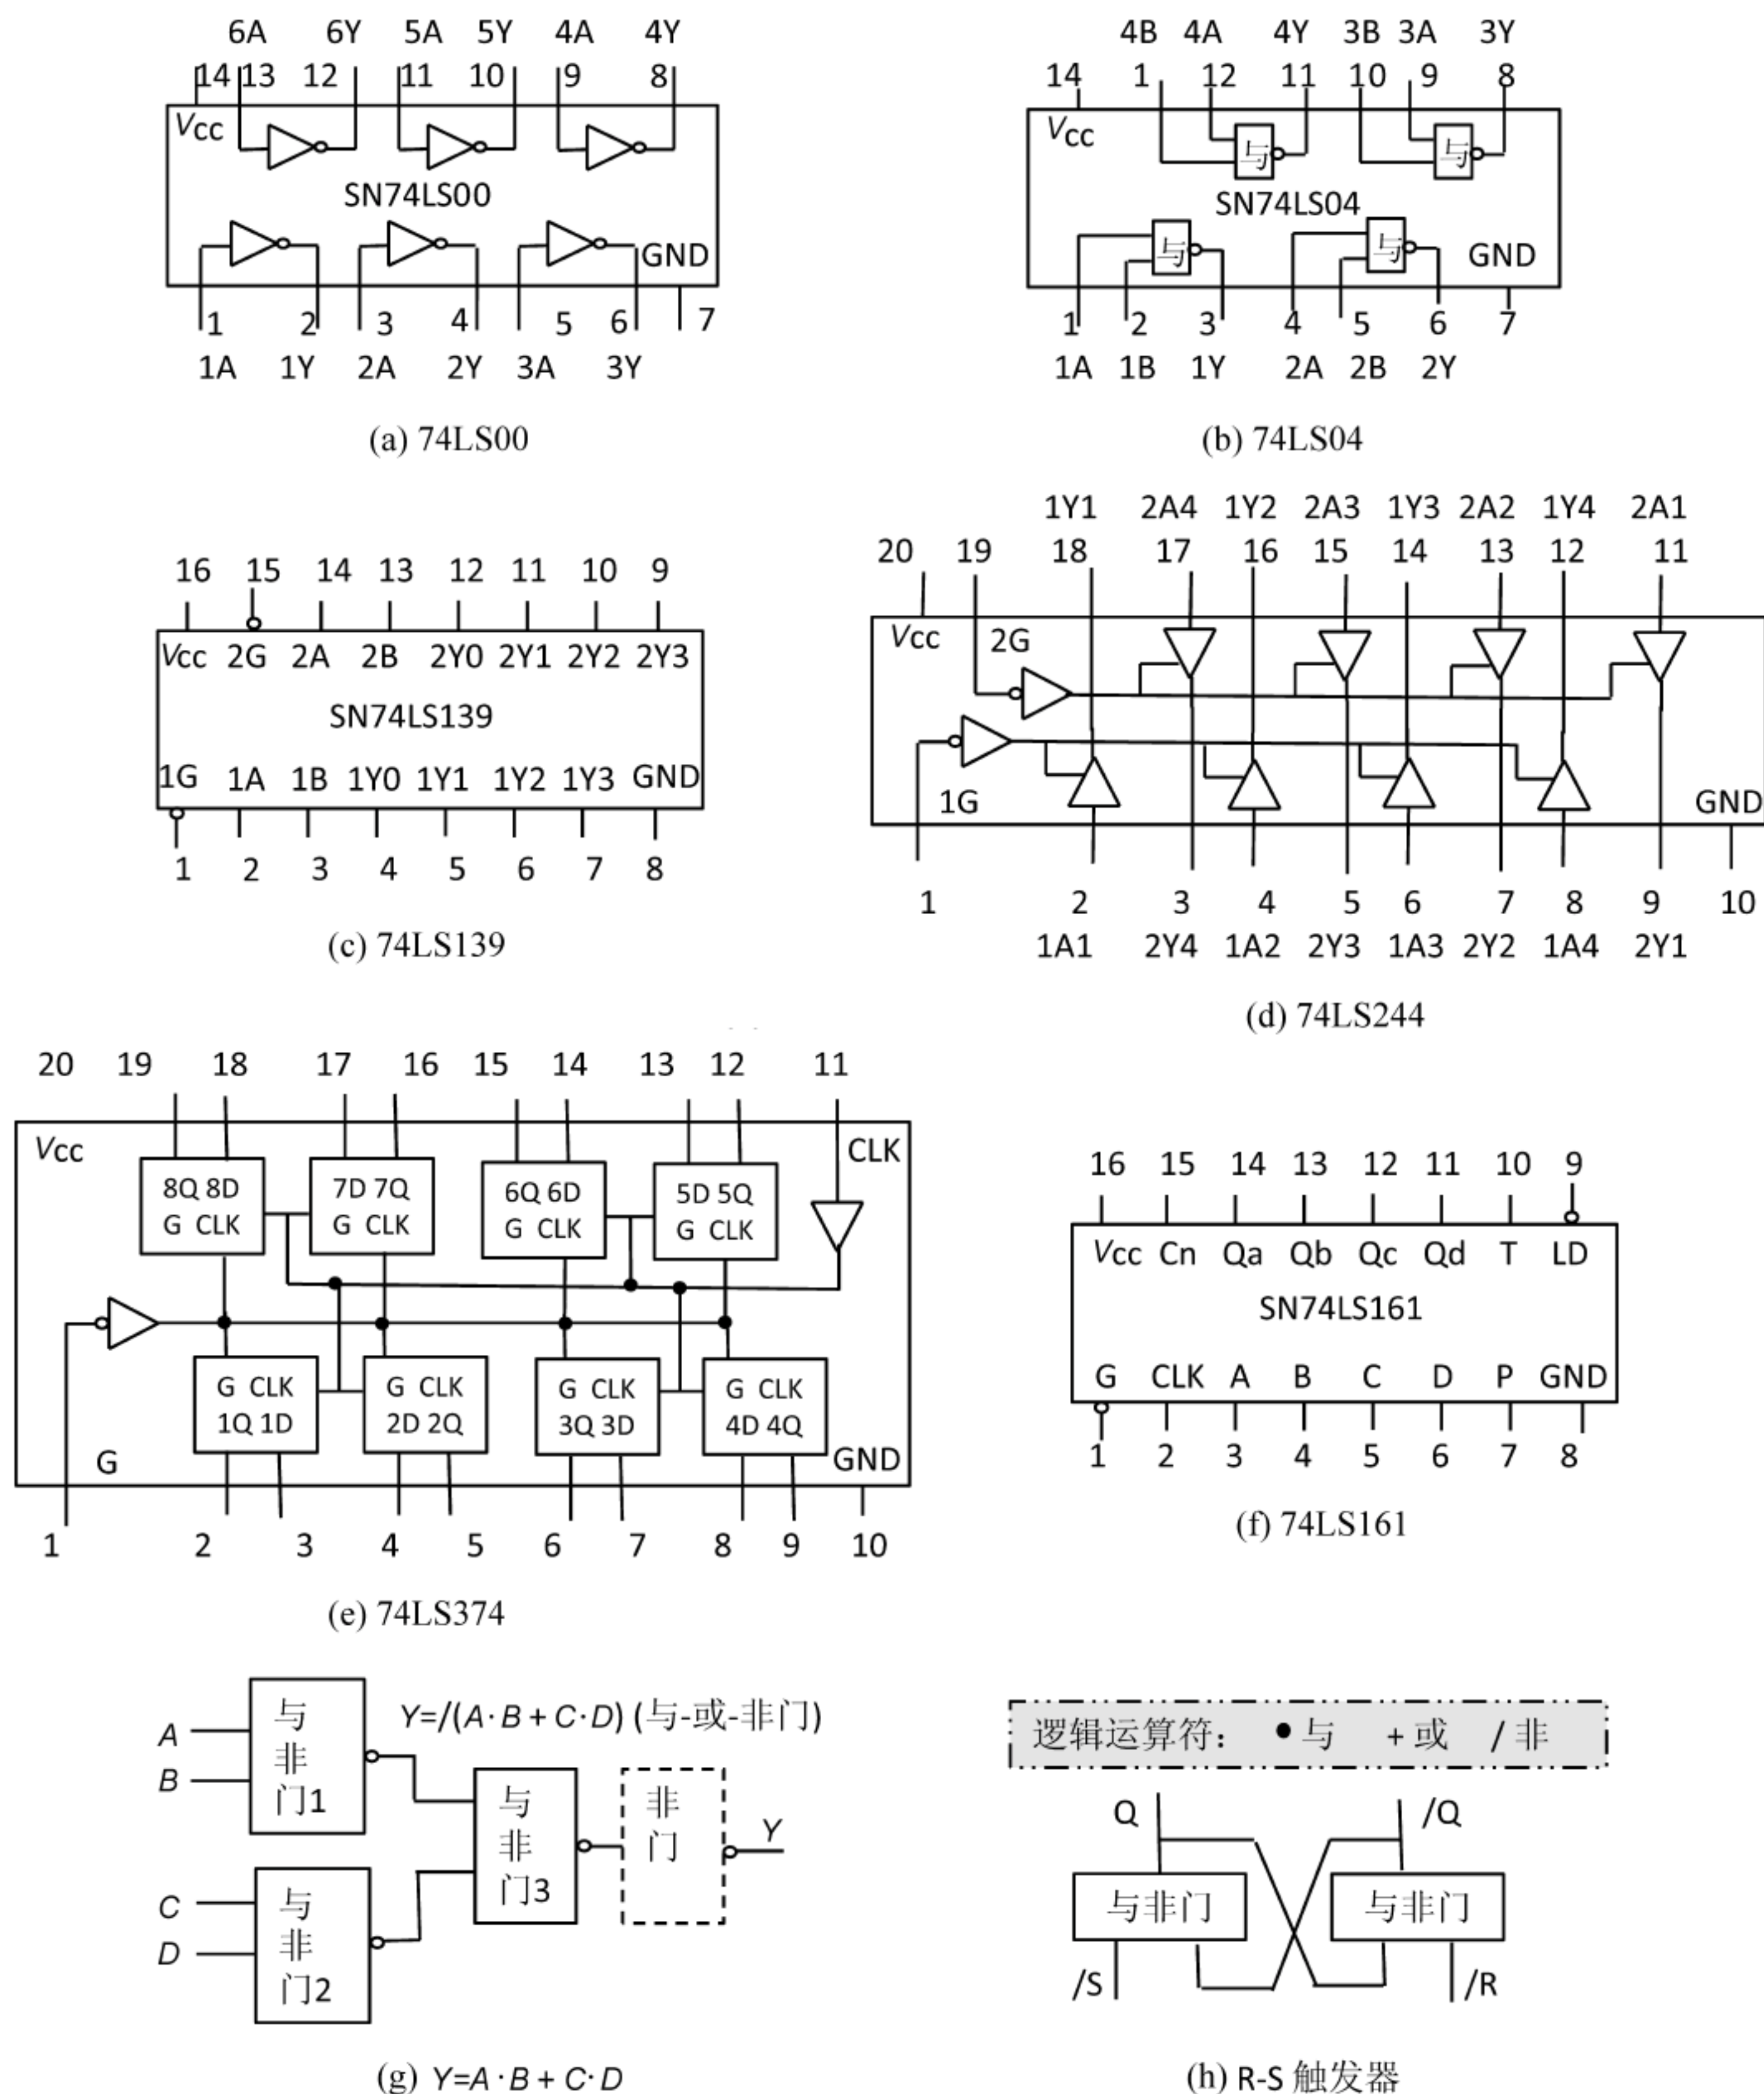 6A 6Y 5A 5Y 4A 4Y
14 13 12 11 10 9 8
Vcc
SN74LS00
GND
1 2 3 4 5 6 7
1A 1Y 2A 2Y 3A 3Y
(a) 74LS00
4B 4A 4Y 3B 3A 3Y
14 1 12 11 10 9 8
Vcc
与 与
SN74LS04
与 与
GND
1 2 3 4 5 6 7
1A 1B 1Y 2A 2B 2Y
(b) 74LS04
16 15 14 13 12 11 10 9
Vcc 2G 2A 2B 2Y0 2Y1 2Y2 2Y3
SN74LS139
1G 1A 1B 1Y0 1Y1 1Y2 1Y3 GND
1 2 3 4 5 6 7 8
(c) 74LS139
1Y1 2A4 1Y2 2A3 1Y3 2A2 1Y4 2A1
20 19 18 17 16 15 14 13 12 11
Vcc 2G
1G GND
1 2 3 4 5 6 7 8 9 10
1A1 2Y4 1A2 2Y3 1A3 2Y2 1A4 2Y1
(d) 74LS244
20 19 18 17 16 15 14 13 12 11
Vcc CLK
8Q 8D 7D 7Q 6Q 6D 5D 5Q
G CLK G CLK G CLK G CLK
G CLK G CLK G CLK G CLK
1Q 1D 2D 2Q 3Q 3D 4D 4Q
G GND
1 2 3 4 5 6 7 8 9 10
(e) 74LS374
16 15 14 13 12 11 10 9
Vcc Cn Qa Qb Qc Qd T LD
SN74LS161
G CLK A B C D P GND
1 2 3 4 5 6 7 8
(f) 74LS161
Y=/(A·B + C·D) (与-或-非门)
A
B
与
非
门1
C
D
与
非
门2
与
非
门3
非
门
Y
(g) Y=A·B + C·D
逻辑运算符： ●与 +或 /非
Q /Q
与非门 与非门
/S /R
(h) R-S 触发器